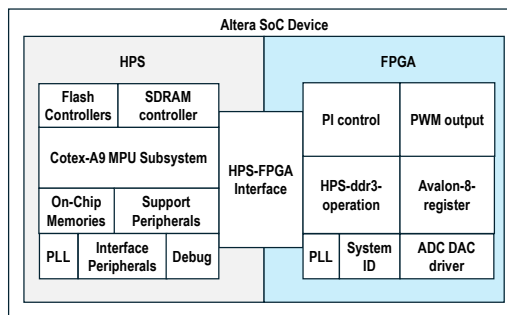 Altera SoC Device
HPS
FPGA
Flash
Controllers
SDRAM
controller
Cotex-A9 MPU Subsystem
On-Chip
Memories
Support
Peripherals
PLL
Interface
Peripherals
Debug
HPS-FPGA
Interface
PI control
PWM output
HPS-ddr3-
operation
Avalon-8-
register
PLL
System
ID
ADC DAC
driver